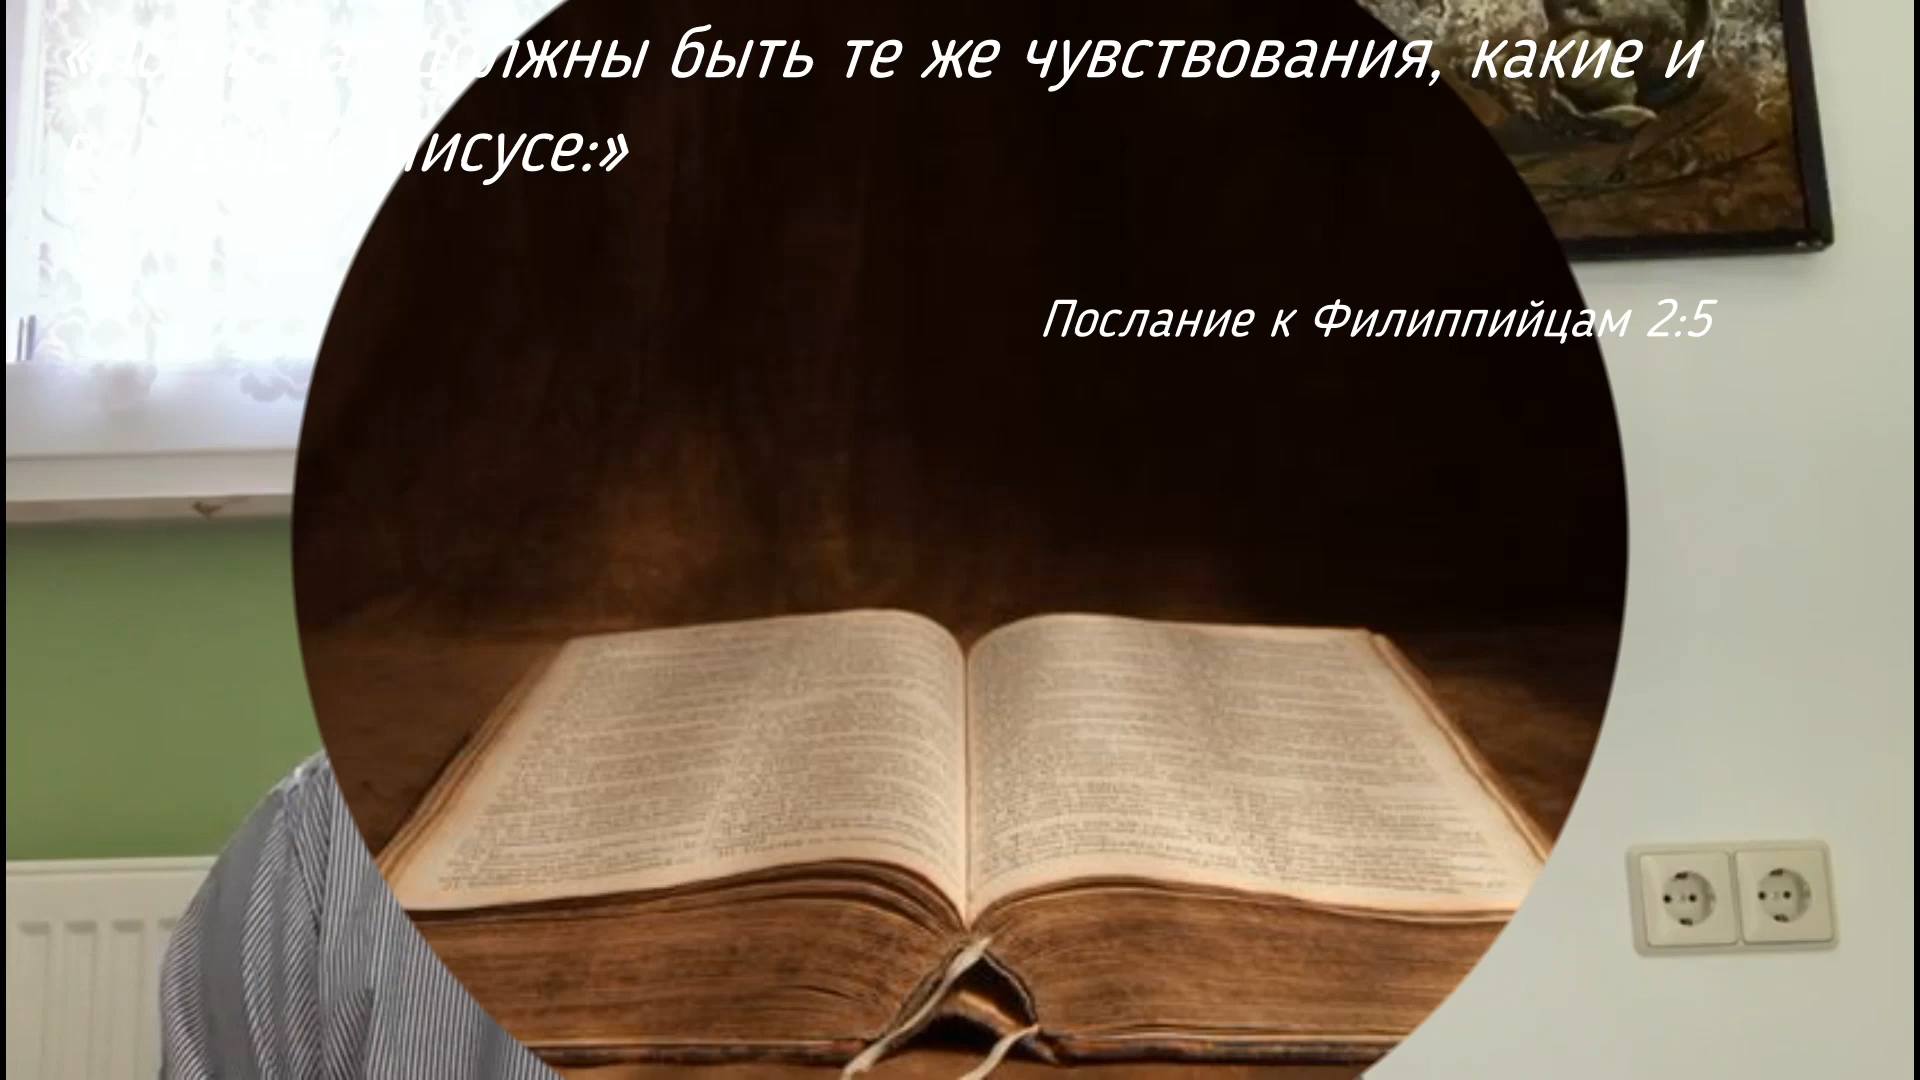 должны быть те же чувствования, какие и
Иисусе:»
Послание к Филиппийцам 2:5